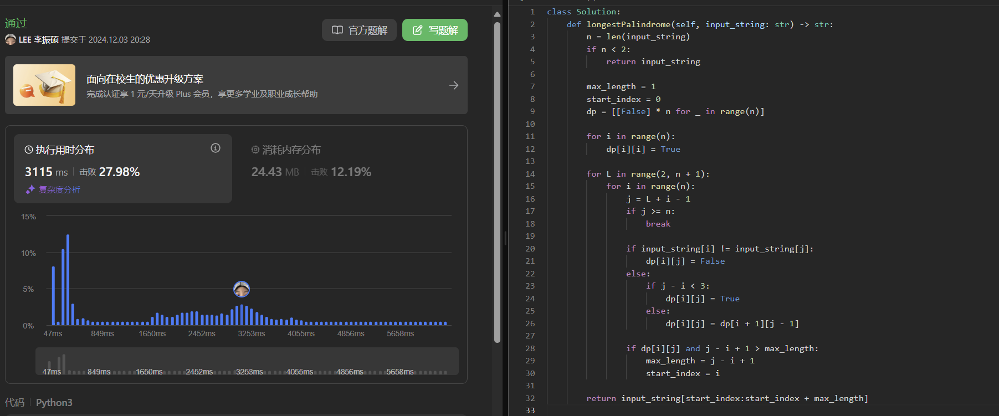 通过
LEE 李振硕 提交于 2024.12.03 20:28
官方题解
写题解
面向在校生的优惠升级方案
完成认证享 1 元/天升级 Plus 会员，享更多学业及职业成长帮助
执行用时分布
3115 ms 击败 27.98%
复杂度分析
消耗内存分布
24.43 MB 击败 12.19%
15%
10%
5%
0%
47ms 849ms 1650ms 2452ms 3253ms 4055ms 4856ms 5658ms
47ms 849ms 1650ms 2452ms 3253ms 4055ms 4856ms 5658ms
代码 Python3
1 class Solution:
2     def longestPalindrome(self, input_string: str) -> str:
3         n = len(input_string)
4         if n < 2:
5             return input_string
6
7         max_length = 1
8         start_index = 0
9         dp = [[False] * n for _ in range(n)]
10
11         for i in range(n):
12             dp[i][i] = True
13
14         for L in range(2, n + 1):
15             for i in range(n):
16                 j = L + i - 1
17                 if j >= n:
18                     break
19
20                 if input_string[i] != input_string[j]:
21                     dp[i][j] = False
22                 else:
23                     if j - i < 3:
24                         dp[i][j] = True
25                     else:
26                         dp[i][j] = dp[i + 1][j - 1]
27
28                 if dp[i][j] and j - i + 1 > max_length:
29                     max_length = j - i + 1
30                     start_index = i
31
32         return input_string[start_index:start_index + max_length]
33